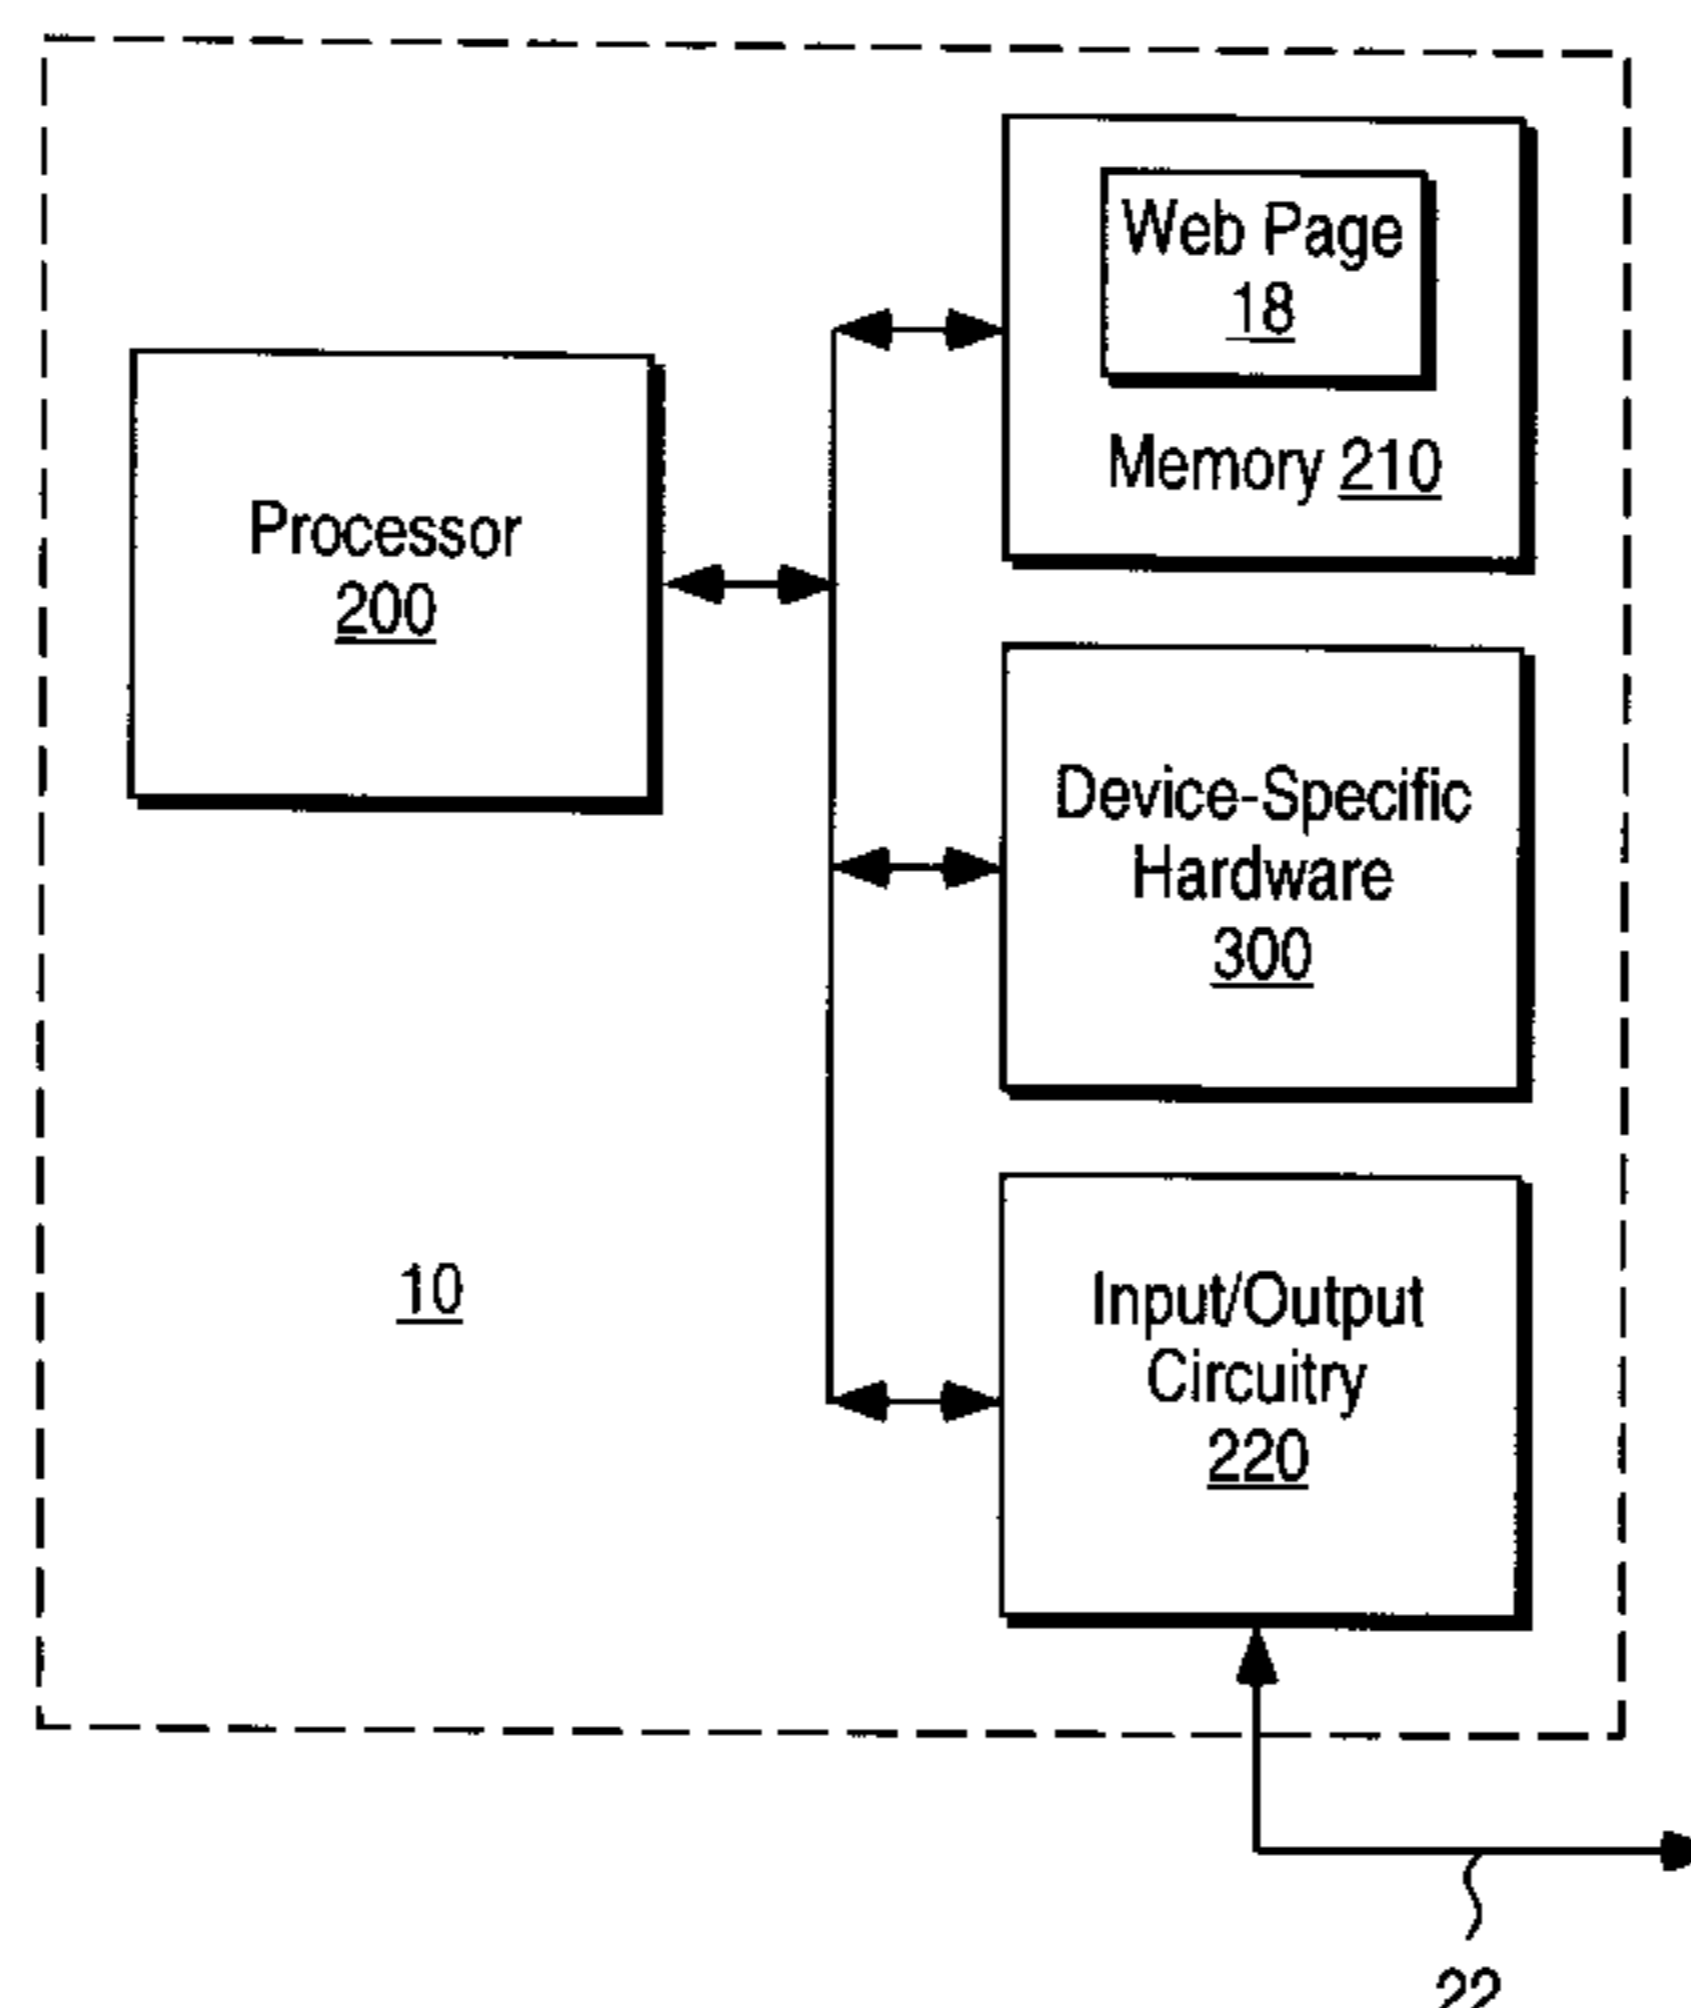 Web Page
18
Memory 210
Processor
200
Device-Specific
Hardware
300
10
Input/Output
Circuitry
220
22